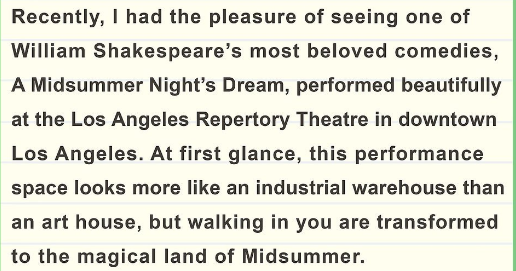 Recently, I had the pleasure of seeing one of
William Shakespeare's most beloved comedies,
A Midsummer Night's Dream, performed beautifully
at the Los Angeles Repertory Theatre in downtown
Los Angeles. At first glance, this performance
space looks more like an industrial warehouse than
an art house, but walking in you are transformed
to the magical land of Midsummer.